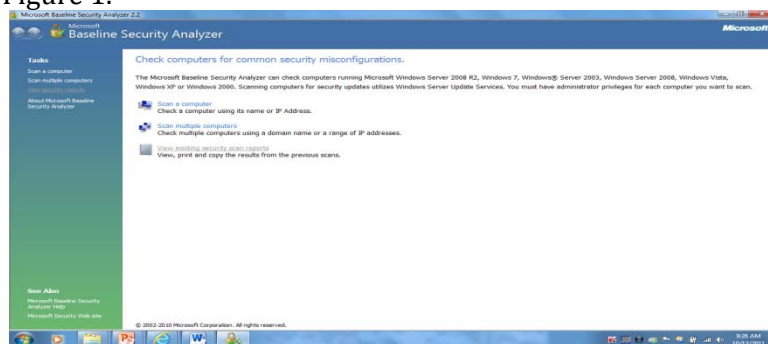 Figure 1:
Microsoft Baseline Security Analyzer 2.2
Microsoft
Baseline Security Analyzer
Microsoft
Tasks
Scan a computer
Scan multiple computers
View security reports
About Microsoft Baseline
Security Analyzer
See Also
Microsoft Baseline Security
Analyzer Help
Microsoft Security Web site
Check computers for common security misconfigurations.
The Microsoft Baseline Security Analyzer can check computers running Microsoft Windows Server 2008 R2, Windows 7, Windows® Server 2003, Windows Server 2008, Windows Vista,
Windows XP or Windows 2000. Scanning computers for security updates utilizes Windows Server Update Services. You must have administrator privileges for each computer you want to scan.
Scan a computer
Check a computer using its name or IP Address.
Scan multiple computers
Check multiple computers using a domain name or a range of IP addresses.
View existing security scan reports
View, print and copy the results from the previous scans.
© 2002-2010 Microsoft Corporation. All rights reserved.
9:26 AM
10/13/2011